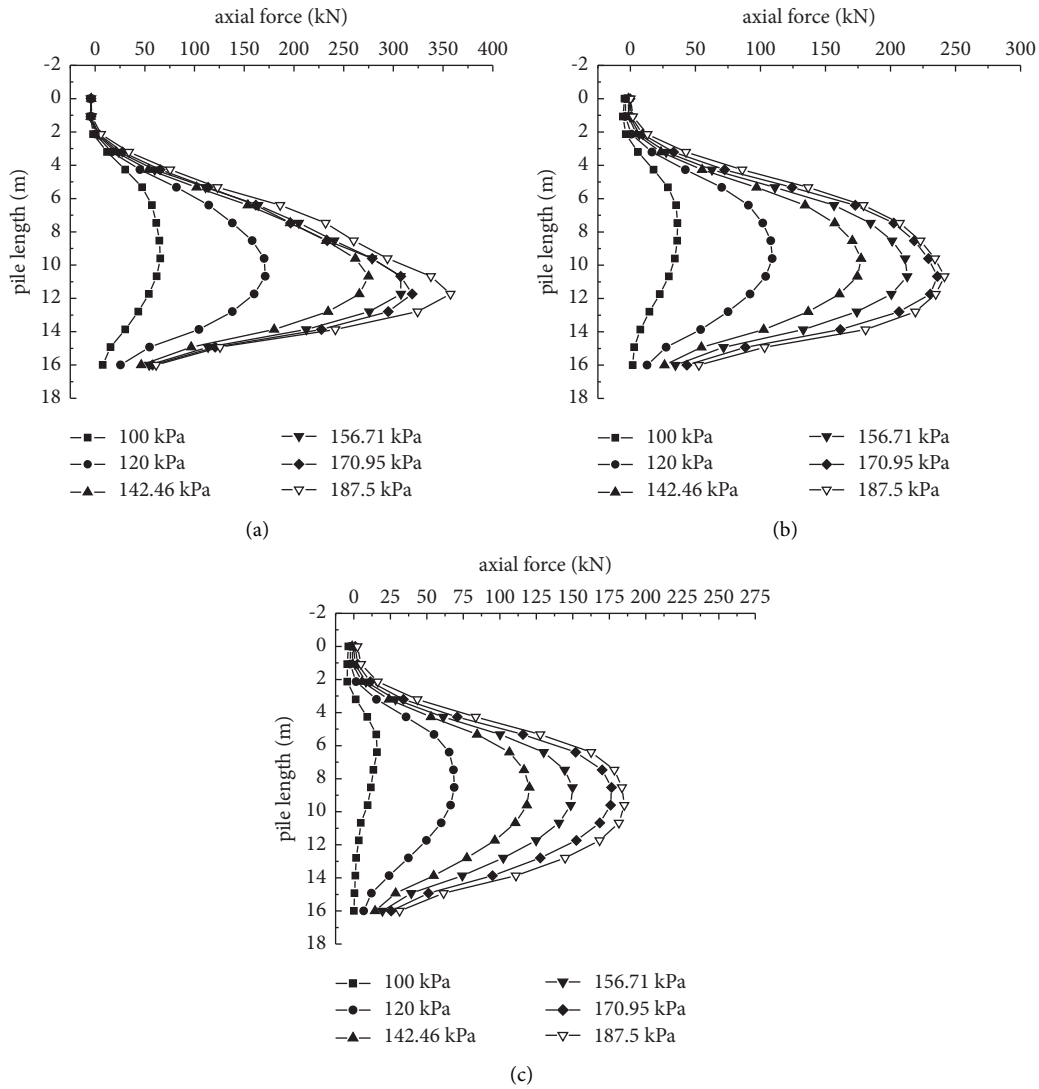 axial force (kN)
0 50 100 150 200 250 300 350 400
-2
0
2
4
6
8
10
12
14
16
18
pile length (m)
100 kPa
120 kPa
142.46 kPa
156.71 kPa
170.95 kPa
187.5 kPa
(a)
axial force (kN)
0 50 100 150 200 250 300
-2
0
2
4
6
8
10
12
14
16
18
pile length (m)
100 kPa
120 kPa
142.46 kPa
156.71 kPa
170.95 kPa
187.5 kPa
(b)
axial force (kN)
0 25 50 75 100 125 150 175 200 225 250 275
-2
0
2
4
6
8
10
12
14
16
18
pile length (m)
100 kPa
120 kPa
142.46 kPa
156.71 kPa
170.95 kPa
187.5 kPa
(c)